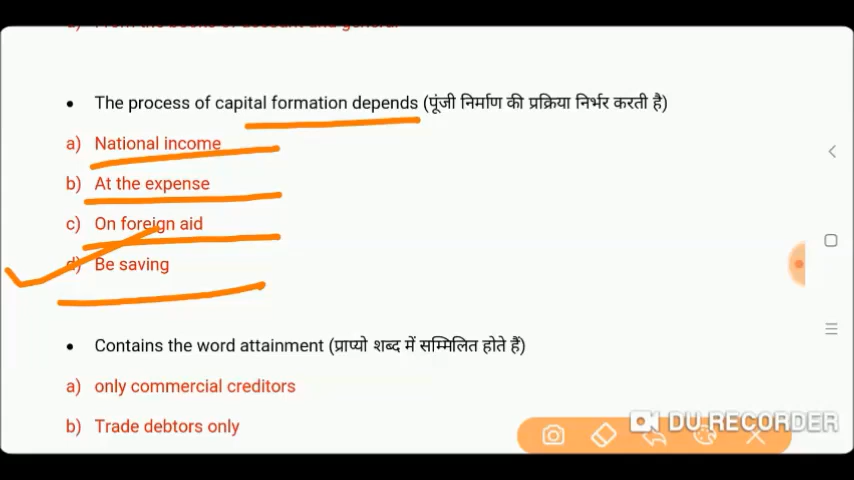 • The process of capital formation depends (पूंजी निर्माण की प्रक्रिया निर्भर करती है)
a) National income
b) At the expense
c) On foreign aid
d) Be saving
• Contains the word attainment (प्राप्यो शब्द में सम्मिलित होते हैं)
a) only commercial creditors
b) Trade debtors only
DU RECORDER